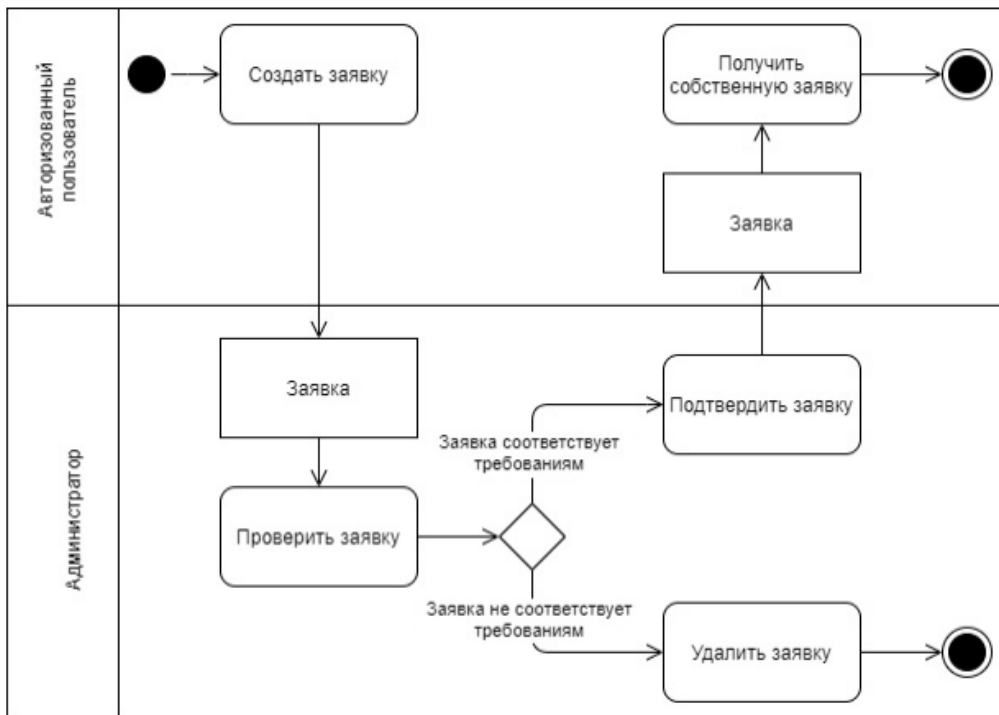 Авторизованный
пользователь
Создать заявку
Получить
собственную заявку
Заявка
Администратор
Заявка
Подтвердить заявку
Заявка соответствует
требованиям
Проверить заявку
Заявка не соответствует
требованиям
Удалить заявку